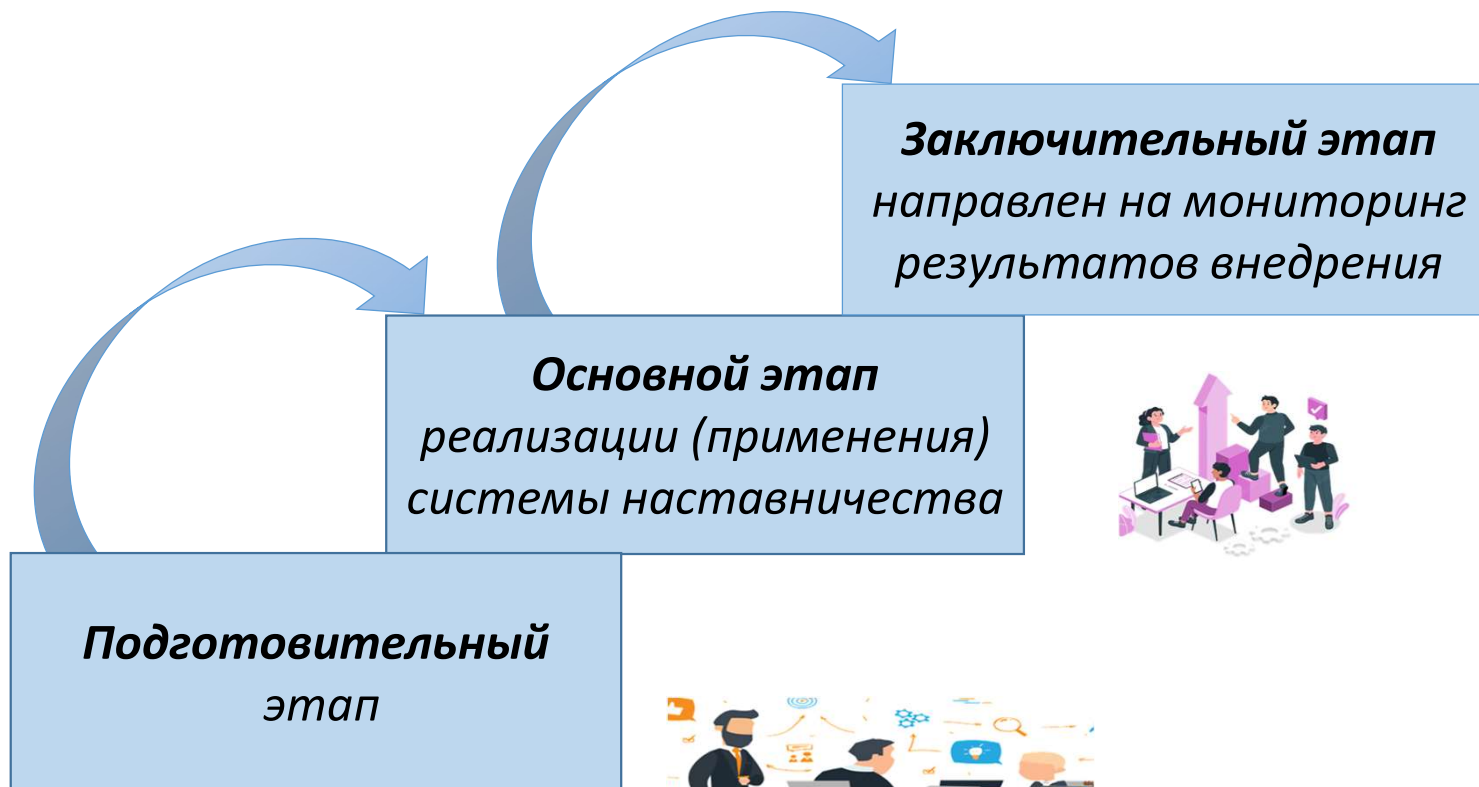 Заключительный этап
направлен на мониторинг
результатов внедрения
Основной этап
реализации (применения)
системы наставничества
Подготовительный
этап